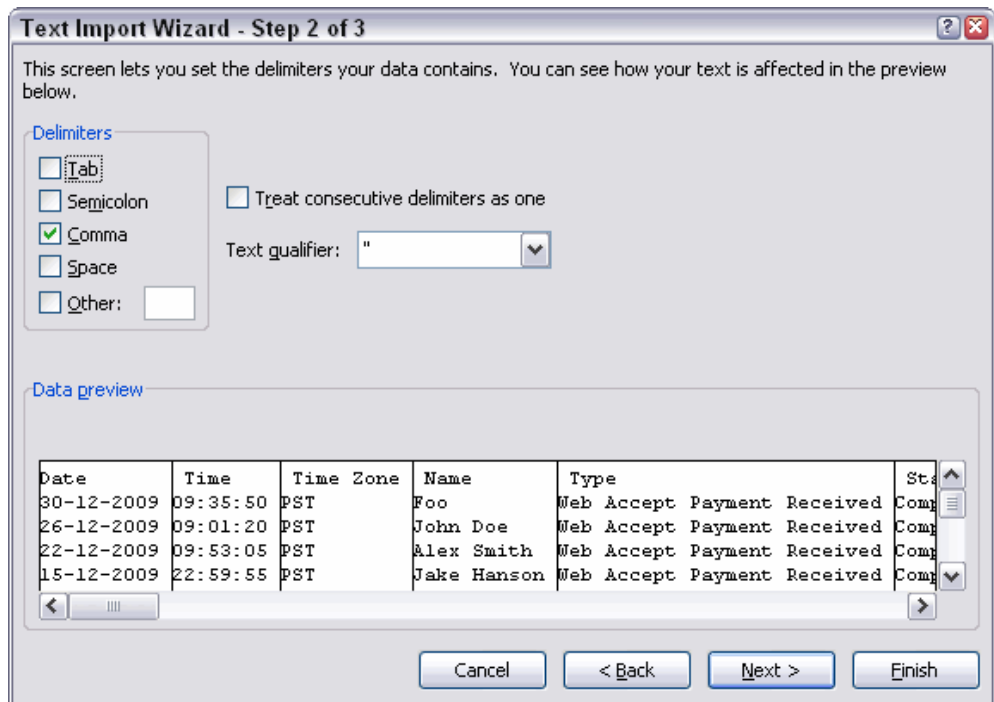 Text Import Wizard - Step 2 of 3
This screen lets you set the delimiters your data contains. You can see how your text is affected in the preview
below.
Delimiters
Tab
Semicolon
Comma
Space
Other:
Treat consecutive delimiters as one
Text qualifier: "
Data preview
Date Time Time Zone Name Type
30-12-2009 09:35:50 PST Foo Web Accept Payment Received
26-12-2009 09:01:20 PST John Doe Web Accept Payment Received
22-12-2009 09:53:05 PST Alex Smith Web Accept Payment Received
15-12-2009 22:59:55 PST Jake Hanson Web Accept Payment Received
Cancel < Back Next > Finish